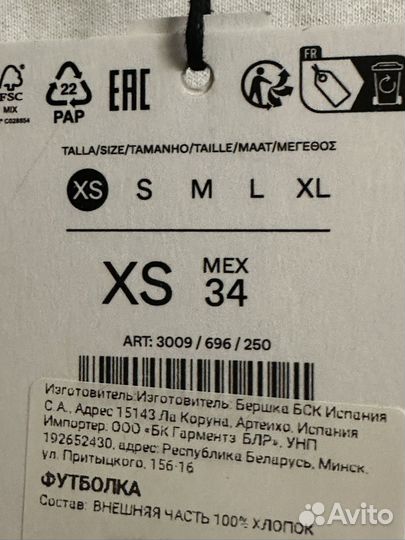 FSC
MIX
C028654
22
PAP
EAC
FR
TALLA/SIZE/TAMANHO/TAILLE/MAAT/ΜΕΓΕΘΟΣ
XS S M L XL
XS MEX 34
ART: 3009 / 696 / 250
Изготовитель:Изготовитель: Бершка БСК Испания
С.А., Адрес 15143 Ла Коруна, Артеихо, Испания
Импортер: ООО «БК Гарментз БЛР», УНП
192652430, адрес: Республика Беларусь, Минск,
ул. Притыцкого, 156-16
ФУТБОЛКА
Состав: ВНЕШНЯЯ ЧАСТЬ 100% ХЛОПОК
Avito